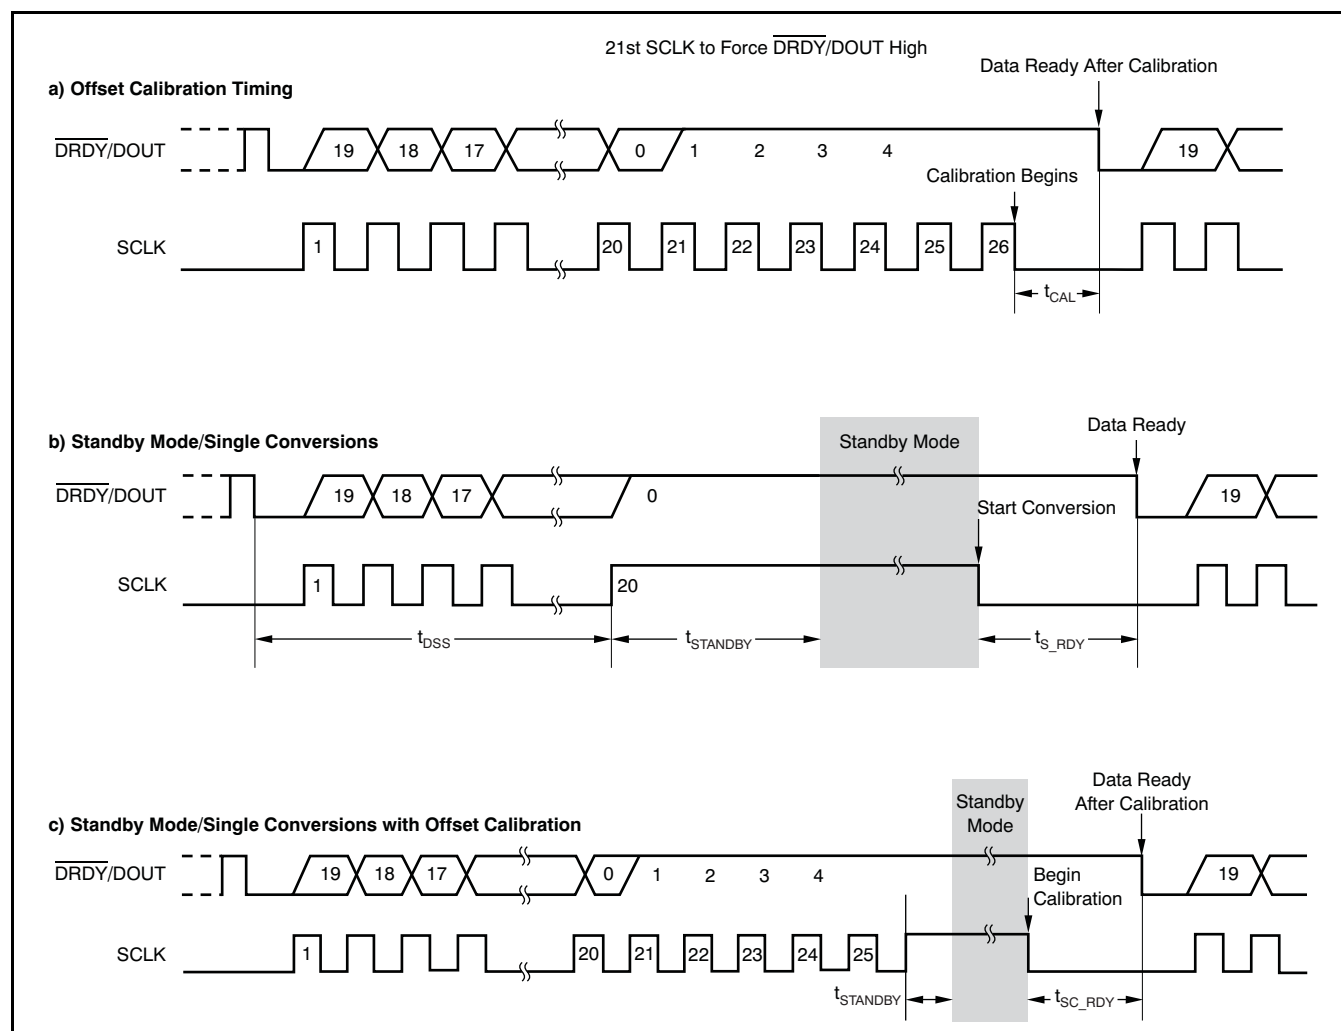 21st SCLK to Force DRDY/DOUT High
Data Ready After Calibration
a) Offset Calibration Timing
DRDY/DOUT
19 18 17 0 1 2 3 4 19
Calibration Begins
SCLK
1 20 21 22 23 24 25 26
tCAL
b) Standby Mode/Single Conversions
Standby Mode
Data Ready
DRDY/DOUT
19 18 17 0 19
Start Conversion
SCLK
1 20
tDSS tSTANDBY tS_RDY
c) Standby Mode/Single Conversions with Offset Calibration
Standby
Mode
Data Ready
After Calibration
DRDY/DOUT
19 18 17 0 1 2 3 4 19
Begin
Calibration
SCLK
1 20 21 22 23 24 25
tSTANDBY tSC_RDY